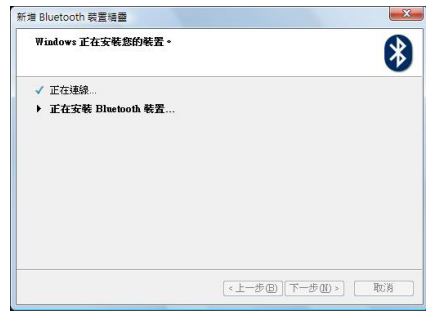 新增 Bluetooth 裝置精靈
Windows 正在安裝您的裝置。
正在連線...
正在安裝 Bluetooth 裝置...
<上一步(B) 下一步(N)> 取消